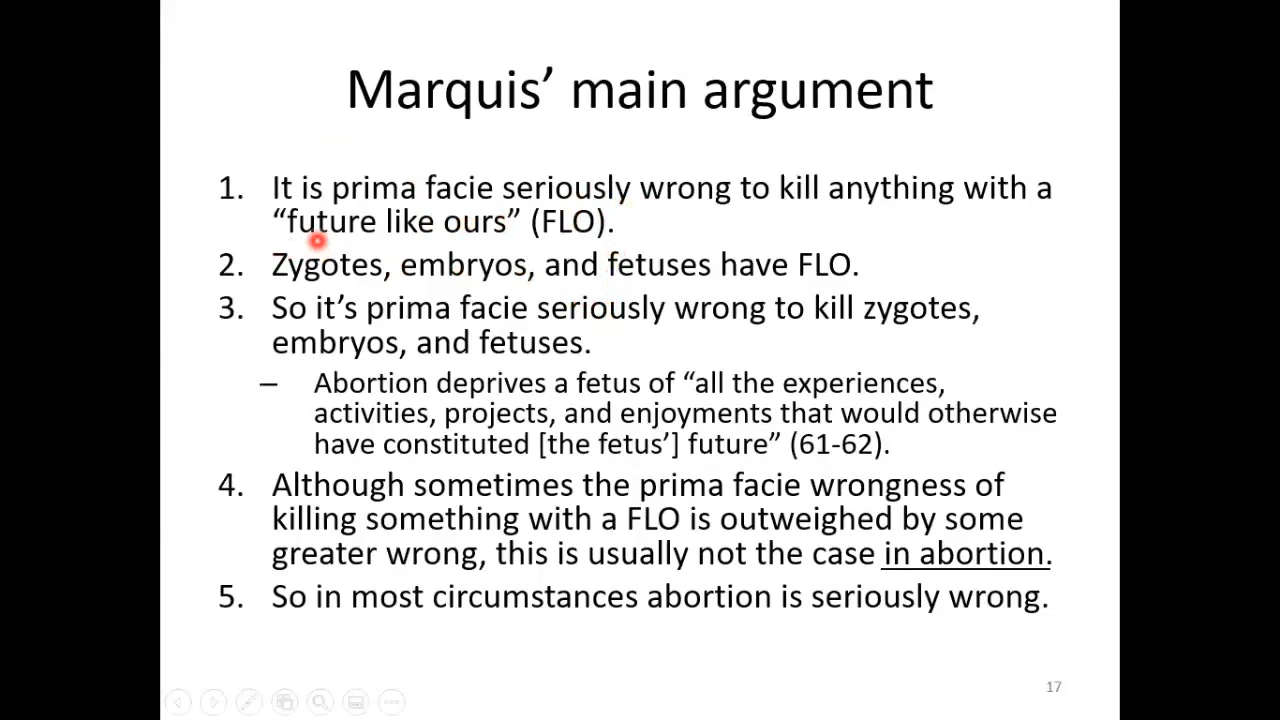 Marquis’ main argument
1. It is prima facie seriously wrong to kill anything with a
“future like ours” (FLO).
2. Zygotes, embryos, and fetuses have FLO.
3. So it’s prima facie seriously wrong to kill zygotes,
embryos, and fetuses.
– Abortion deprives a fetus of “all the experiences,
activities, projects, and enjoyments that would otherwise
have constituted [the fetus’] future” (61-62).
4. Although sometimes the prima facie wrongness of
killing something with a FLO is outweighed by some
greater wrong, this is usually not the case in abortion.
5. So in most circumstances abortion is seriously wrong.
17